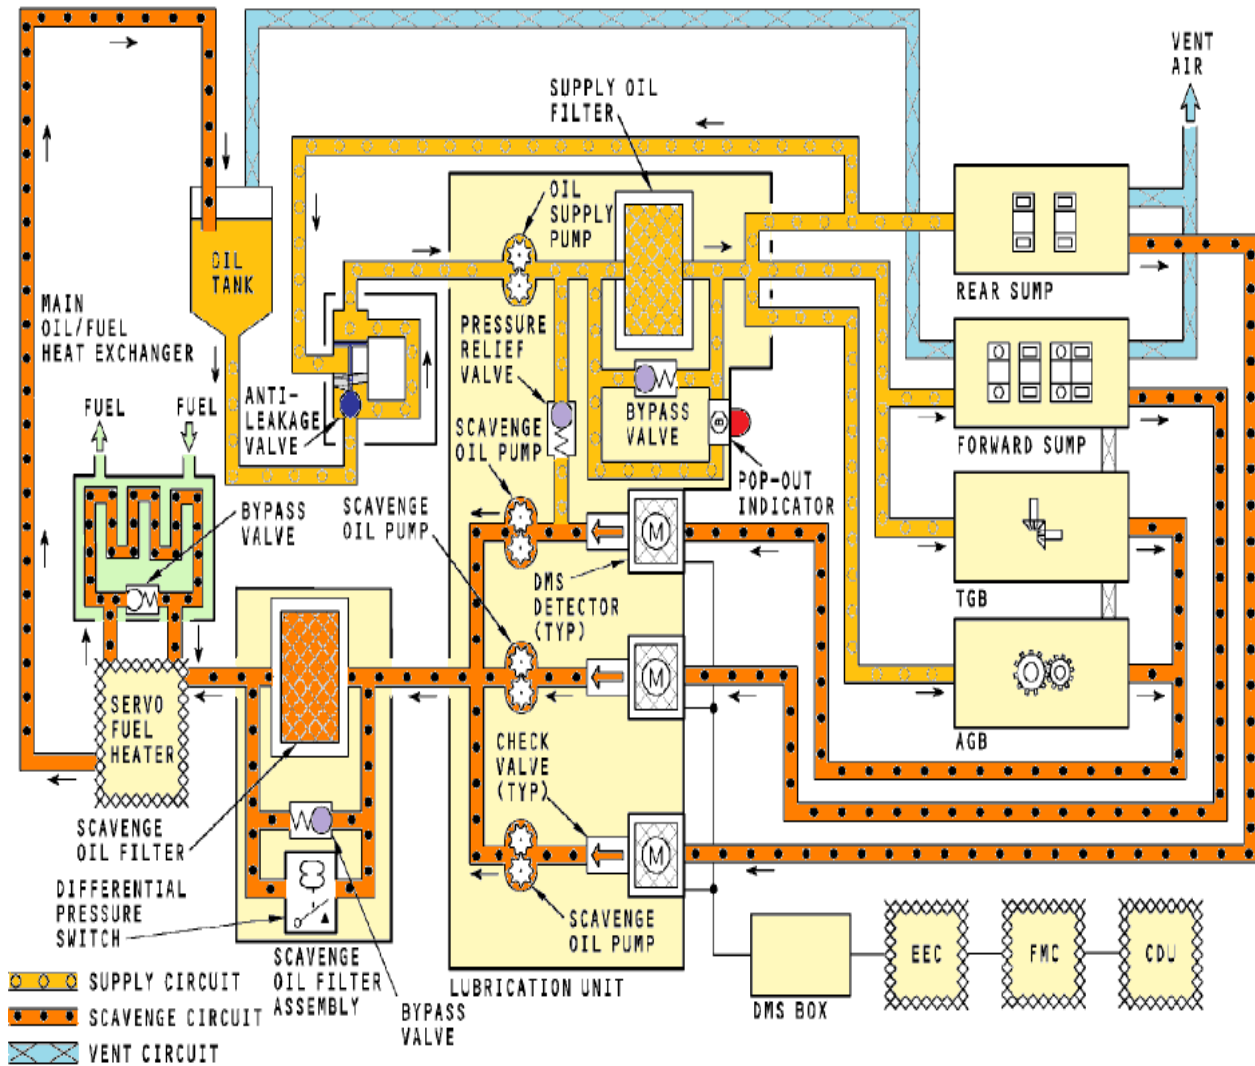 VENT
AIR
SUPPLY OIL
FILTER
OIL
SUPPLY
PUMP
OIL
TANK
MAIN
OIL/FUEL
HEAT EXCHANGER
REAR SUMP
PRESSURE
RELIEF
VALVE
FUEL
FUEL
ANTI-
LEAKAGE
VALVE
BYPASS
VALVE
SCAVENGE
OIL PUMP
FORWARD SUMP
POP-OUT
INDICATOR
BYPASS
VALVE
SCAVENGE
OIL PUMP
M
DMS
DETECTOR
(TYP)
TGB
M
SERVO
FUEL
HEATER
CHECK
VALVE
(TYP)
AGB
SCAVENGE
OIL FILTER
M
DIFFERENTIAL
PRESSURE
SWITCH
SCAVENGE
OIL PUMP
SCAVENGE
OIL FILTER
ASSEMBLY
LUBRICATION UNIT
BYPASS
VALVE
DMS BOX
EEC
FMC
CDU
SUPPLY CIRCUIT
SCAVENGE CIRCUIT
VENT CIRCUIT